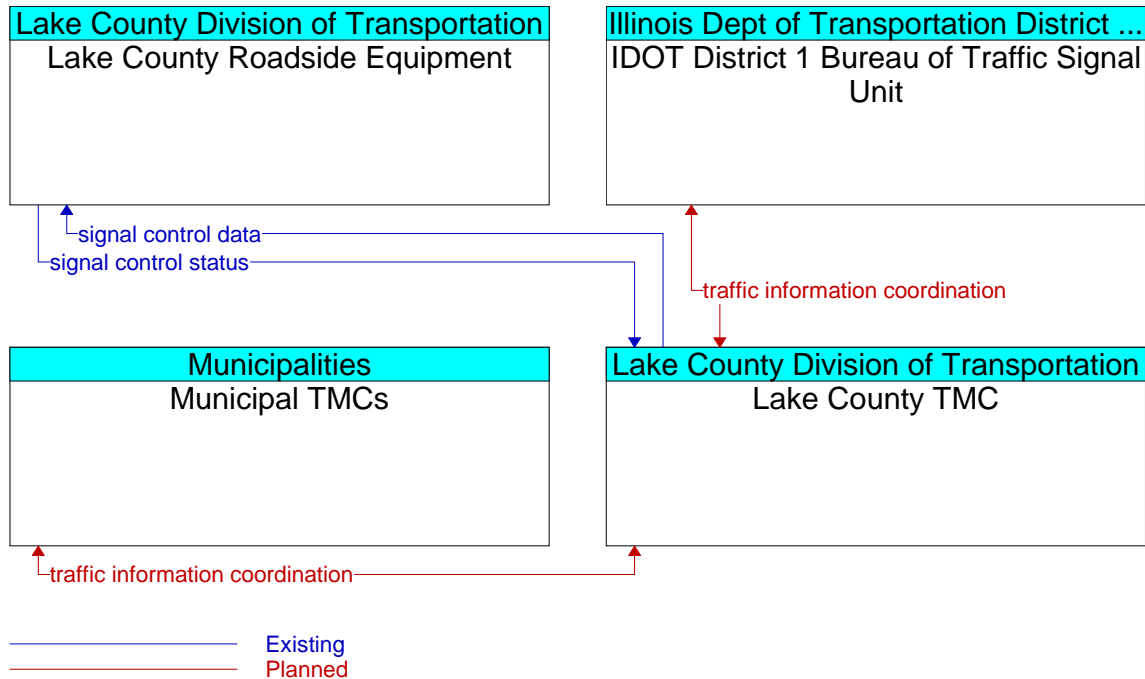 Lake County Division of Transportation
Lake County Roadside Equipment
Illinois Dept of Transportation District ...
IDOT District 1 Bureau of Traffic Signal
Unit
signal control data
signal control status
traffic information coordination
Municipalities
Municipal TMCs
Lake County Division of Transportation
Lake County TMC
traffic information coordination
Existing
Planned